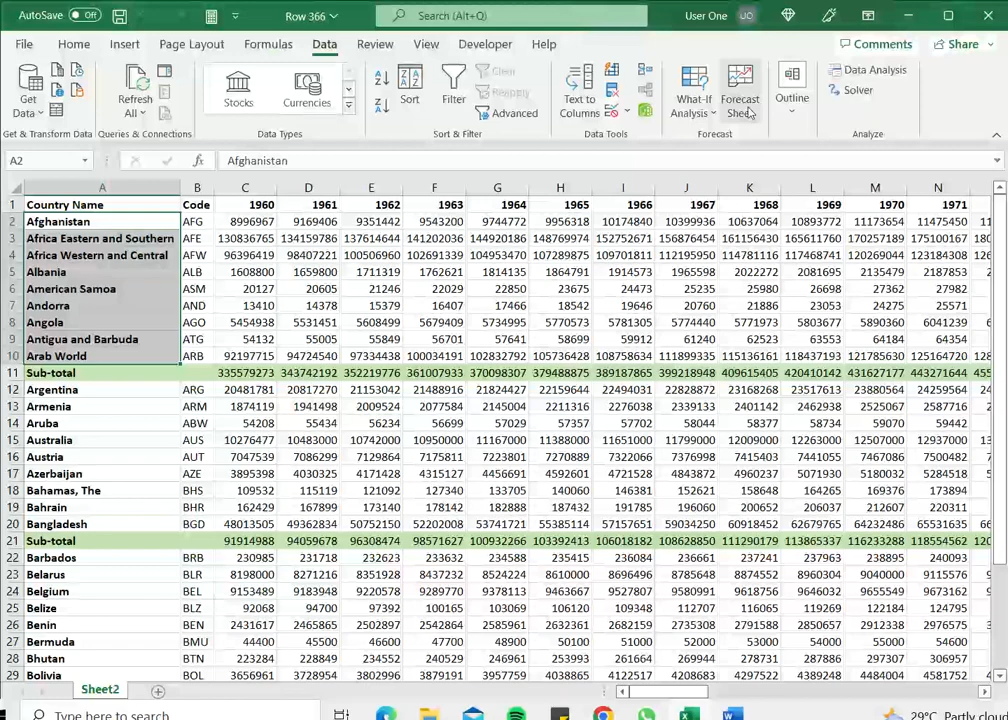 AutoSave Off Row 366 Search (Alt+Q) User One UO
File Home Insert Page Layout Formulas Data Review View Developer Help Comments Share
Get Data Refresh All Stocks Currencies Sort Filter Clear Reapply Advanced Text to Columns What-If Analysis Forecast Sheet Outline Data Analysis Solver
Get & Transform Data Queries & Connections Data Types Sort & Filter Data Tools Forecast Analyze
A2 fx Afghanistan
A B C D E F G H I J K L M N
1 Country Name Code 1960 1961 1962 1963 1964 1965 1966 1967 1968 1969 1970 1971
2 Afghanistan AFG 8996967 9169406 9351442 9543200 9744772 9956318 10174840 10399936 10637064 10893772 11173654 11475450 11
3 Africa Eastern and Southern AFE 130836765 134159786 137614644 141202036 144920186 148769974 152752671 156876454 161156430 165611760 170257189 175100167 180
4 Africa Western and Central AFW 96396419 98407221 100506960 102691339 104953470 107289875 109701811 112195950 114781116 117468741 120269044 123184308 126
5 Albania ALB 1608800 1659800 1711319 1762621 1814135 1864791 1914573 1965598 2022272 2081695 2135479 2187853 2
6 American Samoa ASM 20127 20605 21246 22029 22850 23675 24473 25235 25980 26698 27362 27982
7 Andorra AND 13410 14378 15379 16407 17466 18542 19646 20760 21886 23053 24275 25571
8 Angola AGO 5454938 5531451 5608499 5679409 5734995 5770573 5781305 5774440 5771973 5803677 5890360 6041239 6
9 Antigua and Barbuda ATG 54132 55005 55849 56701 57641 58699 59912 61240 62523 63553 64184 64354
10 Arab World ARB 92197715 94724540 97334438 100034191 102832792 105736428 108758634 111899335 115136161 118437193 121785630 125164720 128
11 Sub-total 335579273 343742192 352219776 361007933 370098307 379488875 389187865 399218948 409615405 420410142 431627177 443271644 455
12 Argentina ARG 20481781 20817270 21153042 21488916 21824427 22159644 22494031 22828872 23168268 23517613 23880564 24259564 24
13 Armenia ARM 1874119 1941498 2009524 2077584 2145004 2211316 2276038 2339133 2401142 2462938 2525067 2587716 2
14 Aruba ABW 54208 55434 56234 56699 57029 57357 57702 58044 58377 58734 59070 59442
15 Australia AUS 10276477 10483000 10742000 10950000 11167000 11388000 11651000 11799000 12009000 12263000 12507000 12937000 13
16 Austria AUT 7047539 7086299 7129864 7175811 7223801 7270889 7322066 7376998 7415403 7441055 7467086 7500482 7
17 Azerbaijan AZE 3895398 4030325 4171428 4315127 4456691 4592601 4721528 4843872 4960237 5071930 5180032 5284518 5
18 Bahamas, The BHS 109532 115119 121092 127340 133705 140060 146381 152621 158648 164265 169376 173894
19 Bahrain BHR 162429 167899 173140 178142 182888 187432 191785 196060 200652 206037 212607 220311
20 Bangladesh BGD 48013505 49362834 50752150 52202008 53741721 55385114 57157651 59034250 60918452 62679765 64232486 65531635 66
21 Sub-total 91914988 94059678 96308474 98571627 100932266 103392413 106018182 108628850 111290179 113865337 116233288 118554562 120
22 Barbados BRB 230985 231718 232623 233632 234588 235434 236084 236661 237241 237963 238895 240093
23 Belarus BLR 8198000 8271216 8351928 8437232 8524224 8610000 8696496 8785648 8874552 8960304 9040000 9115576 9
24 Belgium BEL 9153489 9183948 9220578 9289770 9378113 9463667 9527807 9580991 9618756 9646032 9655549 9673162 9
25 Belize BLZ 92068 94700 97392 100165 103069 106120 109348 112707 116065 119269 122184 124795
26 Benin BEN 2431617 2465865 2502897 2542864 2585961 2632361 2682159 2735308 2791588 2850657 2912338 2976575 3
27 Bermuda BMU 44400 45500 46600 47700 48900 50100 51000 52000 53000 54000 55000 54600
28 Bhutan BTN 223284 228849 234552 240529 246961 253993 261664 269944 278731 287886 297307 306957
29 Bolivia BOL 3656961 3728954 3802996 3879191 3957759 4038865 4122125 4208697 4297522 4388469 4484004 4581752 4
Sheet2
Type here to search 29°C Partly clou